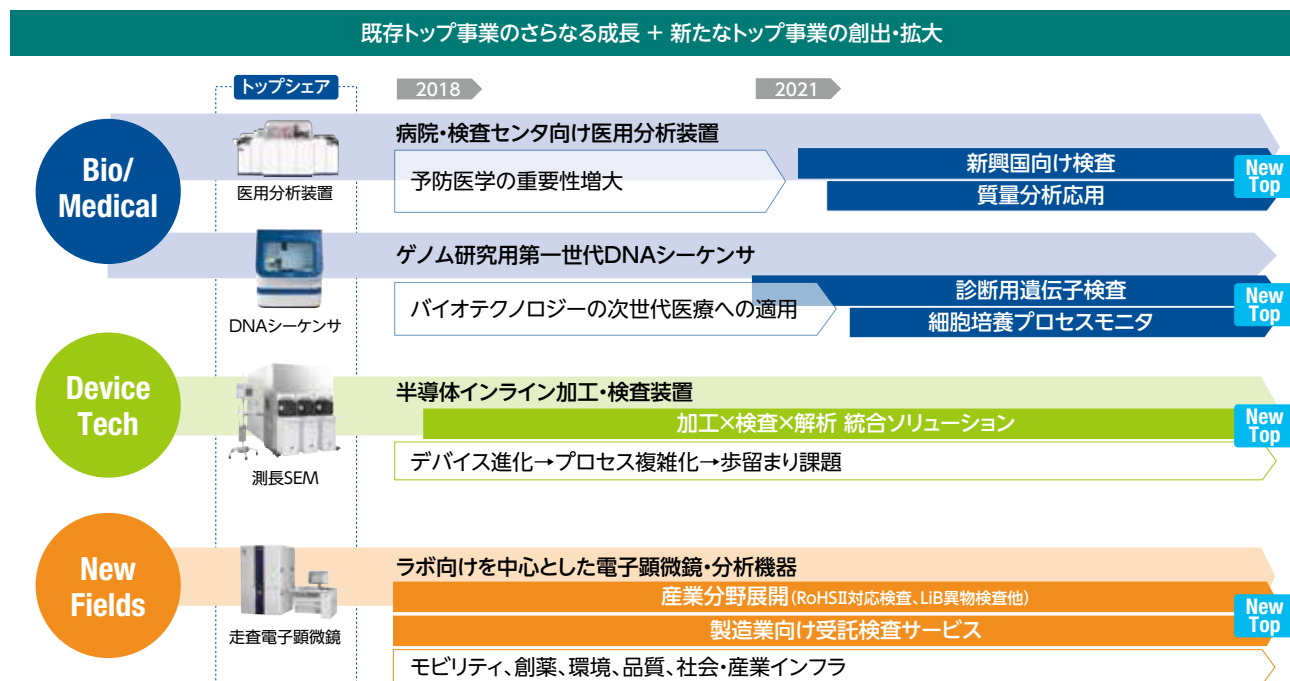 既存トップ事業のさらなる成長 + 新たなトップ事業の創出・拡大
トップシェア
2018
2021
Bio/
Medical
医用分析装置
病院・検査センタ向け医用分析装置
予防医学の重要性増大
新興国向け検査
質量分析応用
New
Top
DNAシーケンサ
ゲノム研究用第一世代DNAシーケンサ
バイオテクノロジーの次世代医療への適用
診断用遺伝子検査
細胞培養プロセスモニタ
New
Top
Device
Tech
測長SEM
半導体インライン加工・検査装置
加工×検査×解析 統合ソリューション
デバイス進化→プロセス複雑化→歩留まり課題
New
Top
New
Fields
走査電子顕微鏡
ラボ向けを中心とした電子顕微鏡・分析機器
産業分野展開(RoHSⅡ対応検査、LiB異物検査他)
製造業向け受託検査サービス
モビリティ、創薬、環境、品質、社会・産業インフラ
New
Top